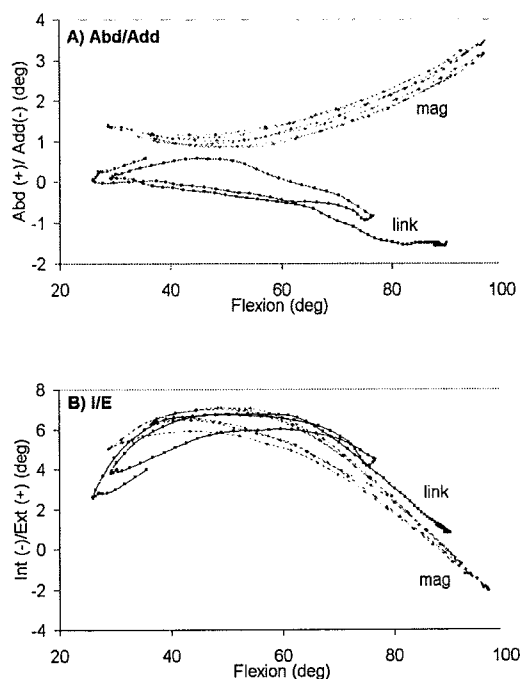 A) Abd/Add
Abd (+)/ Add(-) (deg)
4
3
2
1
0
-1
-2
mag
link
20 40 60 80 100
Flexion (deg)
B) I/E
Int (-)/Ext (+) (deg)
8
6
4
2
0
-2
-4
link
mag
20 40 60 80 100
Flexion (deg)